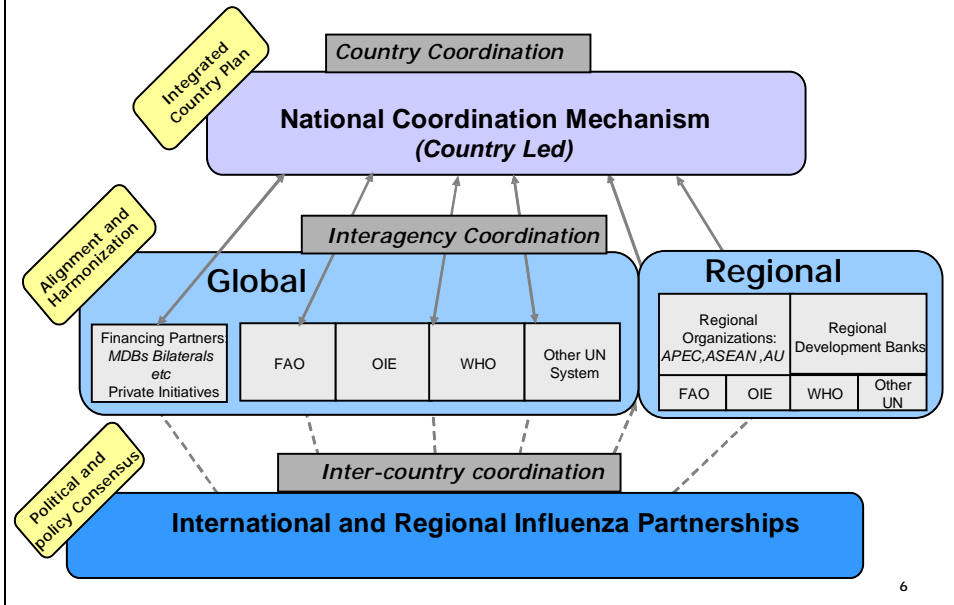 Country Coordination
Integrated
Country Plan
National Coordination Mechanism
(Country Led)
Interagency Coordination
Alignment and
Harmonization
Global
Regional
Financing Partners:
MDBs Bilaterals
etc
Private Initiatives
FAO
OIE
WHO
Other UN
System
Regional
Organizations:
APEC,ASEAN ,AU
Regional
Development Banks
FAO
OIE
WHO
Other
UN
Inter-country coordination
Political and
policy Consensus
International and Regional Influenza Partnerships
6